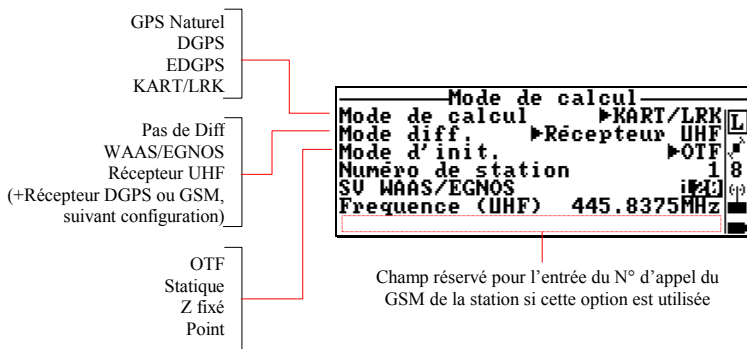 GPS Naturel
DGPS
EDGPS
KART/LRK
Pas de Diff
WAAS/EGNOS
Récepteur UHF
(+Récepteur DGPS ou GSM,
suivant configuration)
OTF
Statique
Z fixé
Point
Mode de calcul
Mode de calcul ▶KART/LRK
Mode diff. ▶Récepteur UHF
Mode d'init. ▶OTF
Numéro de station 1
SV WAAS/EGNOS 120
Frequence (UHF) 445.8375MHz
L
8
Champ réservé pour l'entrée du N° d'appel du
GSM de la station si cette option est utilisée